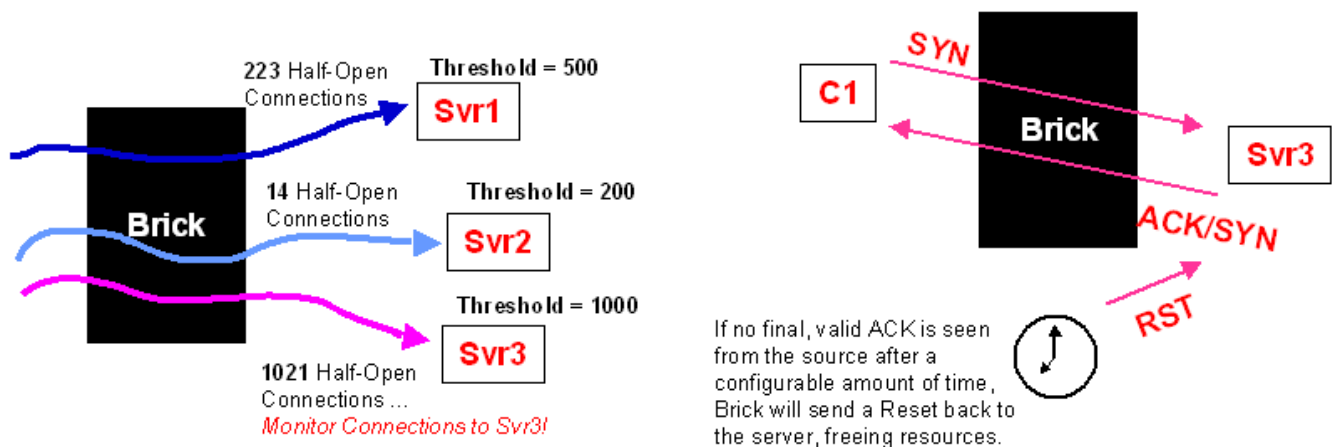 223 Half-Open
Connections
Threshold = 500
Svr1
14 Half-Open
Connections
Threshold = 200
Brick
Svr2
Threshold = 1000
Svr3
1021 Half-Open
Connections ...
Monitor Connections to Svr3!
SYN
C1
Brick
Svr3
ACK/SYN
RST
If no final, valid ACK is seen
from the source after a
configurable amount of time,
Brick will send a Reset back to
the server, freeing resources.